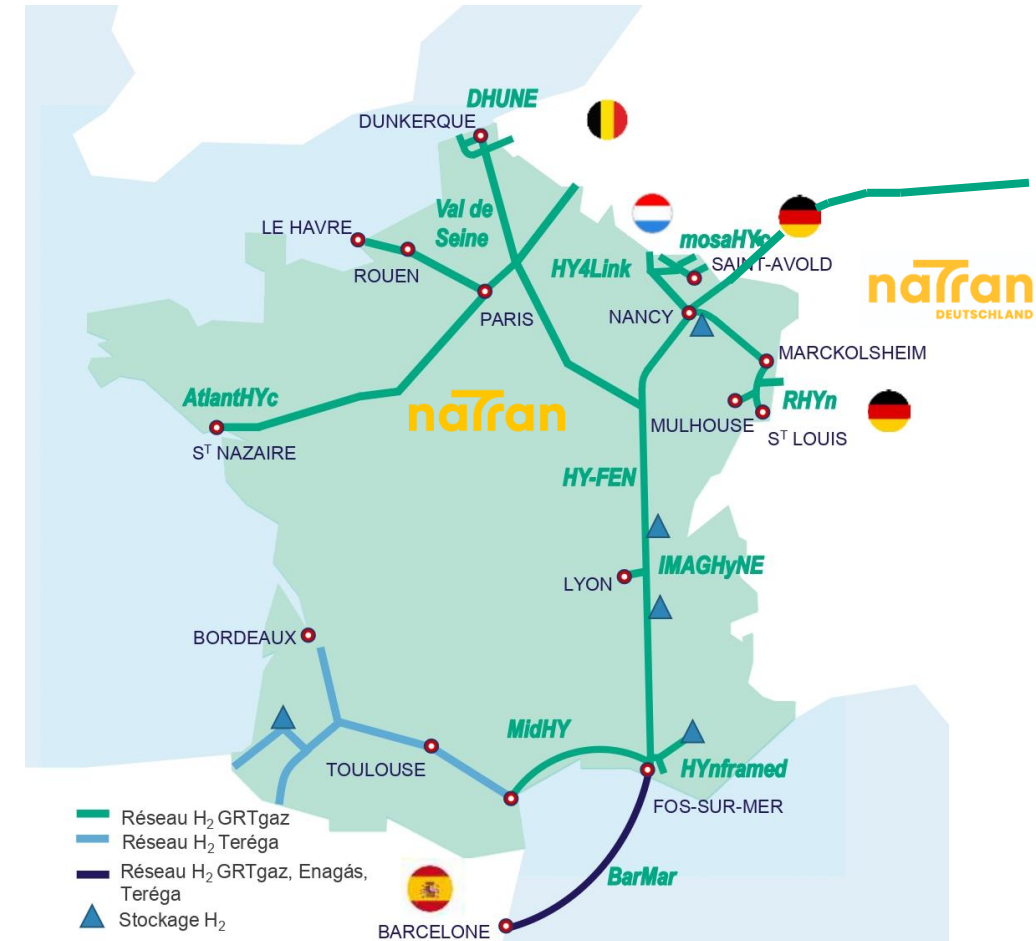 DHUNE
DUNKERQUE
Val de
Seine
LE HAVRE
ROUEN
PARIS
HY4Link
mosaHYc
SAINT-AVOLD
NANCY
naTran
DEUTSCHLAND
MARCKOLSHEIM
RHYn
MULHOUSE
Sᵀ LOUIS
AtlantHYc
Sᵀ NAZAIRE
naTran
HY-FEN
IMAGHyNE
LYON
BORDEAUX
TOULOUSE
MidHY
HYnframed
FOS-SUR-MER
BarMar
BARCELONE
Réseau H₂ GRTgaz
Réseau H₂ Teréga
Réseau H₂ GRTgaz, Enagás,
Teréga
Stockage H₂